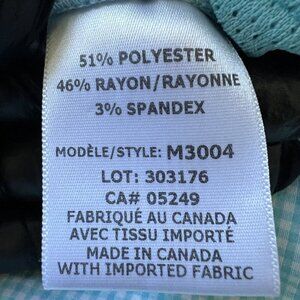 51% POLYESTER
46% RAYON/RAYONNE
3% SPANDEX
MODÈLE/STYLE: M3004
LOT: 303176
CA# 05249
FABRIQUÉ AU CANADA
AVEC TISSU IMPORTÉ
MADE IN CANADA
WITH IMPORTED FABRIC